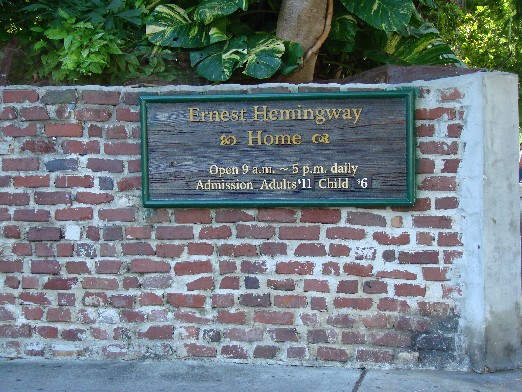 Ernest Hemingway
Home
Open 9 a.m. ~ 5 p.m. daily
Admission Adults $11 Child $6